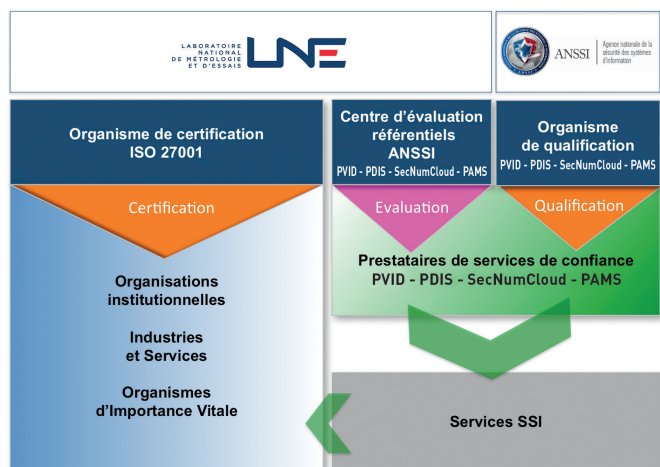 LABORATOIRE
NATIONAL
DE MÉTROLOGIE
ET D'ESSAIS
LNE
ANSSI
Agence nationale de la
sécurité des systèmes
d'information
Organisme de certification
ISO 27001
Centre d'évaluation
référentiels
ANSSI
PVID - PDIS - SecNumCloud - PAMS
Organisme
de qualification
PVID - PDIS - SecNumCloud - PAMS
Certification
Evaluation
Qualification
Organisations
institutionnelles
Industries
et Services
Organismes
d'Importance Vitale
Prestataires de services de confiance
PVID - PDIS - SecNumCloud - PAMS
Services SSI